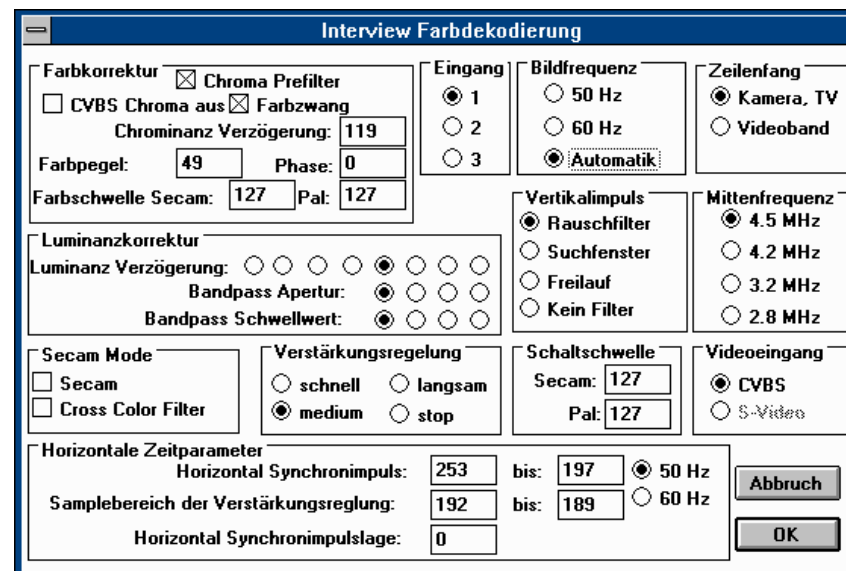 Interview Farbdekodierung
Farbkorrektur
Chroma Prefilter
CVBS Chroma aus Farbzwang
Chrominanz Verzögerung: 119
Farbpegel: 49 Phase: 0
Farbschwelle Secam: 127 Pal: 127
Eingang
1
2
3
Bildfrequenz
50 Hz
60 Hz
Automatik
Zeilenfang
Kamera, TV
Videoband
Luminanzkorrektur
Luminanz Verzögerung:
Bandpass Apertur:
Bandpass Schwellwert:
Vertikalimpuls
Rauschfilter
Suchfenster
Freilauf
Kein Filter
Mittenfrequenz
4.5 MHz
4.2 MHz
3.2 MHz
2.8 MHz
Secam Mode
Secam
Cross Color Filter
Verstärkungsregelung
schnell langsam
medium stop
Schaltschwelle
Secam: 127
Pal: 127
Videoeingang
CVBS
S-Video
Horizontale Zeitparameter
Horizontal Synchronimpuls: 253 bis: 197 50 Hz
Samplebereich der Verstärkungsreglung: 192 bis: 189 60 Hz
Horizontal Synchronimpulslage: 0
Abbruch
OK